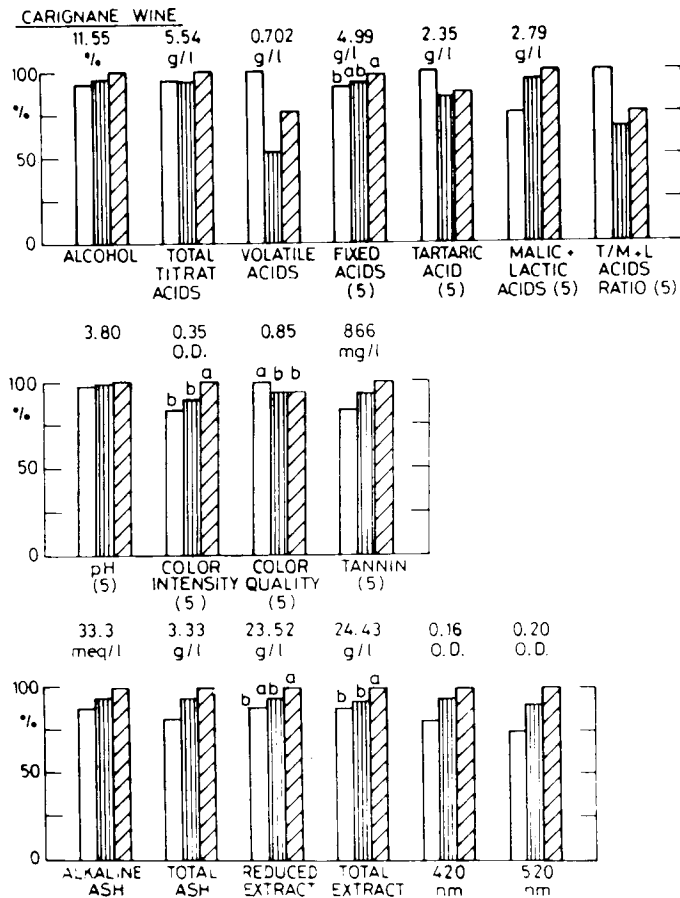 CARIGNANE WINE
11.55 5.54 0.702 4.99 2.35 2.79
% g/l g/l g/l g/l g/l
b ab a
100
%
50
0
ALCOHOL TOTAL VOLATILE FIXED TARTARIC MALIC + T/M+L
TITRAT ACIDS ACIDS ACID LACTIC ACIDS
ACIDS (5) (5) ACIDS (5) RATIO (5)
3.80 0.35 0.85 866
O.D. mg/l
b b a a b b
100
%
50
0
pH COLOR COLOR TANNIN
(5) INTENSITY QUALITY (5)
(5) (5)
33.3 3.33 23.52 24.43 0.16 0.20
meq/l g/l g/l g/l O.D. O.D.
b ab a b b a
100
%
50
0
ALKALINE TOTAL REDUCED TOTAL 420 520
ASH ASH EXTRACT EXTRACT nm nm